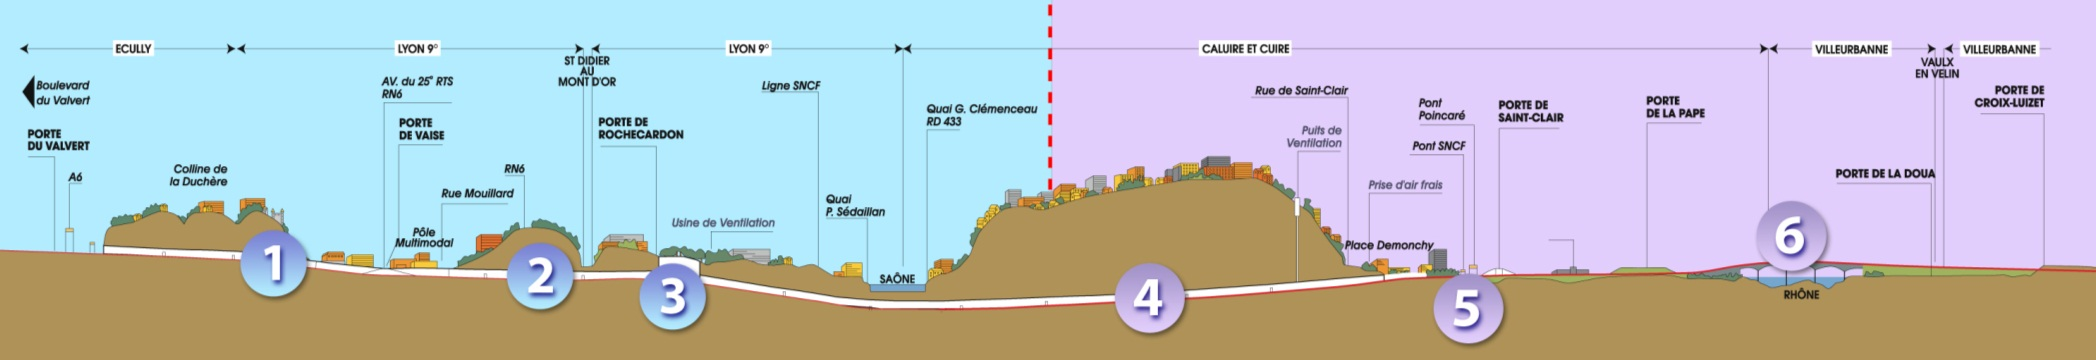 ECULLY
LYON 9°
LYON 9°
CALUIRE ET CUIRE
VILLEURBANNE
VILLEURBANNE
ST DIDIER
AU
MONT D'OR
VAULX
EN VELIN
Boulevard
du Valvert
PORTE
DU VALVERT
A6
Colline de
la Duchère
AV. du 25° RTS
RN6
PORTE
DE VAISE
Pôle
Multimodal
Rue Mouillard
RN6
PORTE DE
ROCHECARDON
Usine de Ventilation
Ligne SNCF
Quai
P. Sédaillan
SAÔNE
Quai G. Clémenceau
RD 433
Rue de Saint-Clair
Puits de
Ventilation
Prise d'air frais
Place Demonchy
Pont
Poincaré
Pont SNCF
PORTE DE
SAINT-CLAIR
PORTE
DE LA PAPE
PORTE DE LA DOUA
PORTE DE
CROIX-LUIZET
RHÔNE
1
2
3
4
5
6